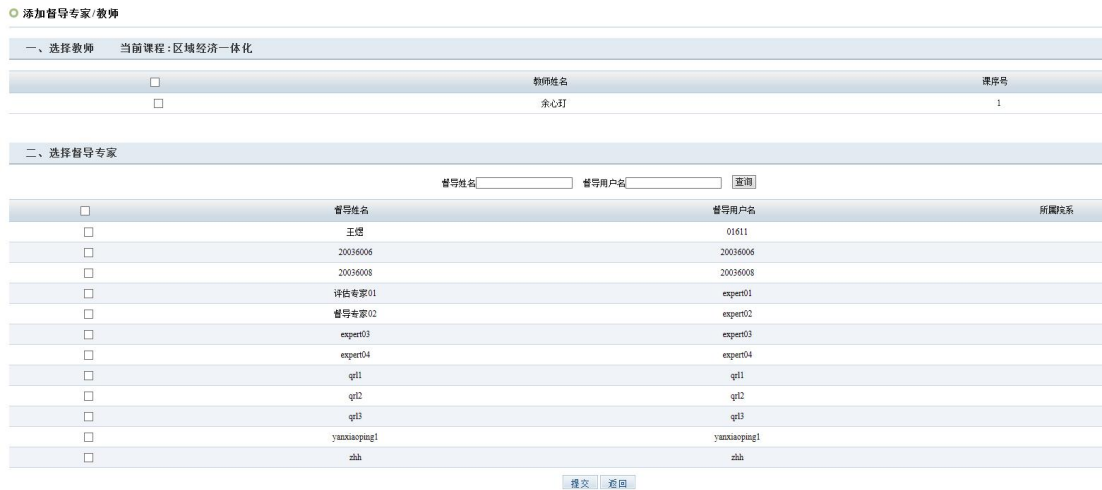 添加督导专家/教师
一、选择教师 当前课程:区域经济一体化
教师姓名 课序号
余心玎 1
二、选择督导专家
督导姓名 督导用户名 查询
督导姓名 督导用户名 所属院系
王煜 01611
20036006 20036006
20036008 20036008
评估专家01 expert01
督导专家02 expert02
expert03 expert03
expert04 expert04
qrl1 qrl1
qrl2 qrl2
qrl3 qrl3
yanxiaoping1 yanxiaoping1
zhh zhh
提交 返回